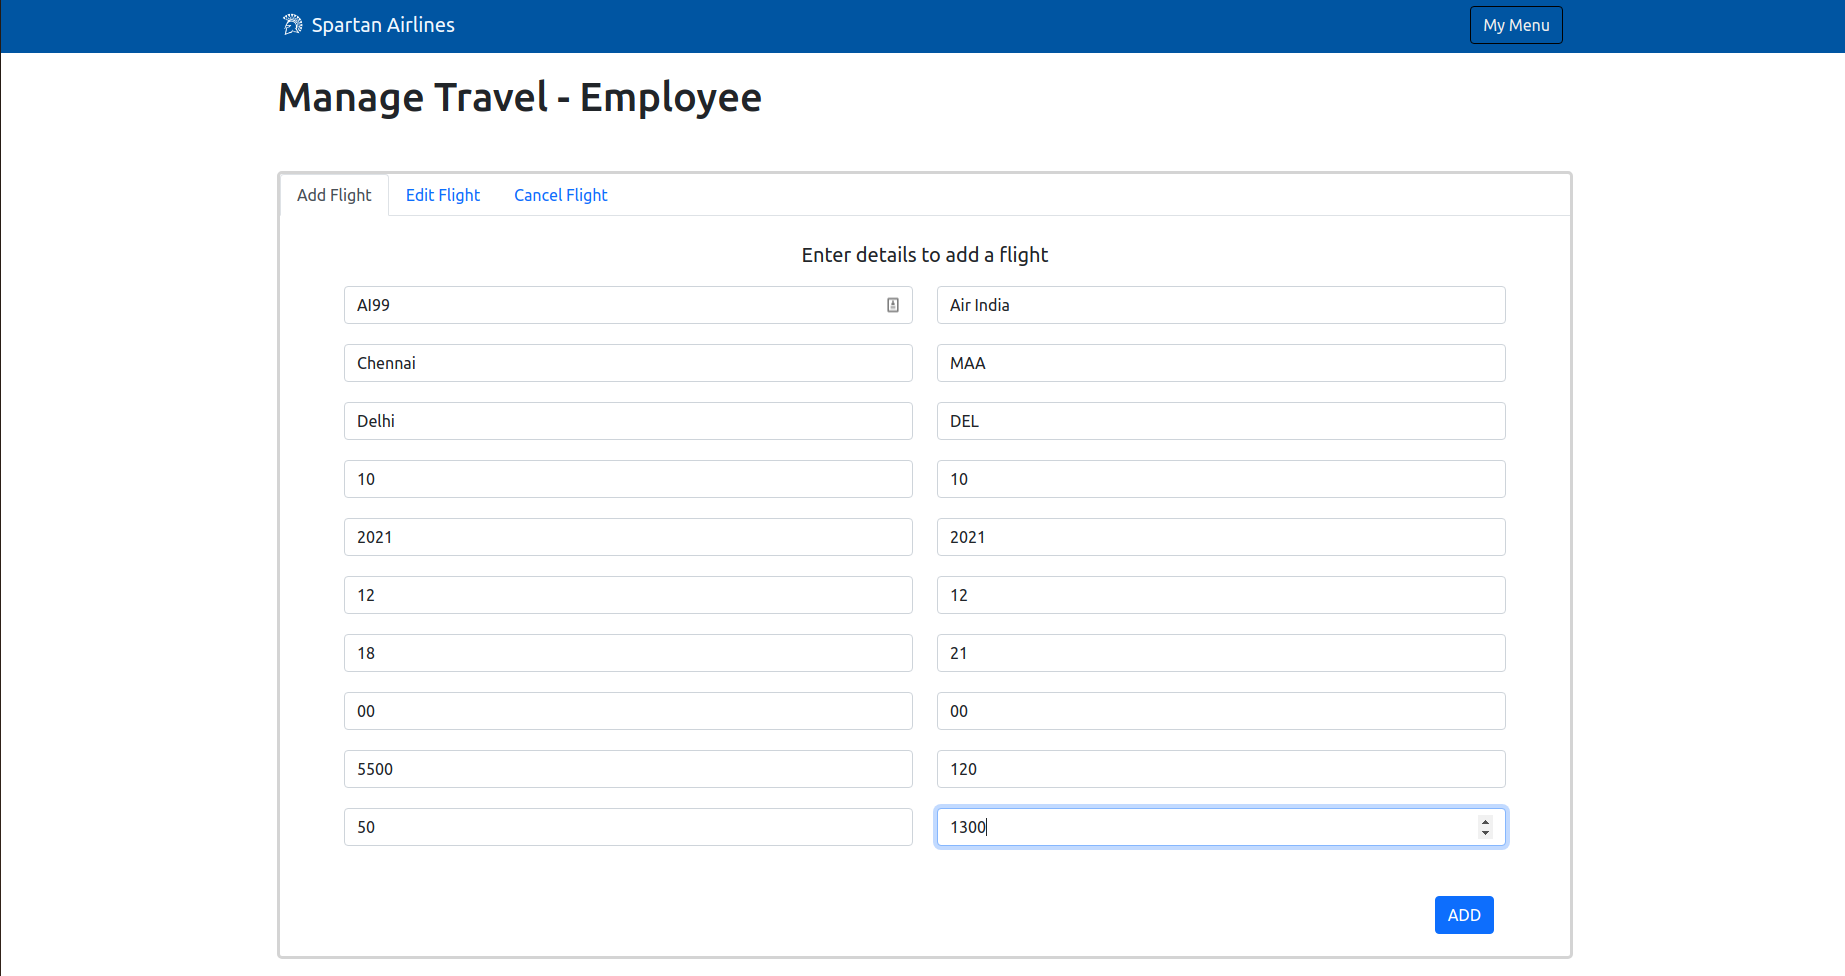 Spartan Airlines
My Menu
Manage Travel - Employee
Add Flight Edit Flight Cancel Flight
Enter details to add a flight
AI99 Air India
Chennai MAA
Delhi DEL
10 10
2021 2021
12 12
18 21
00 00
5500 120
50 1300
ADD